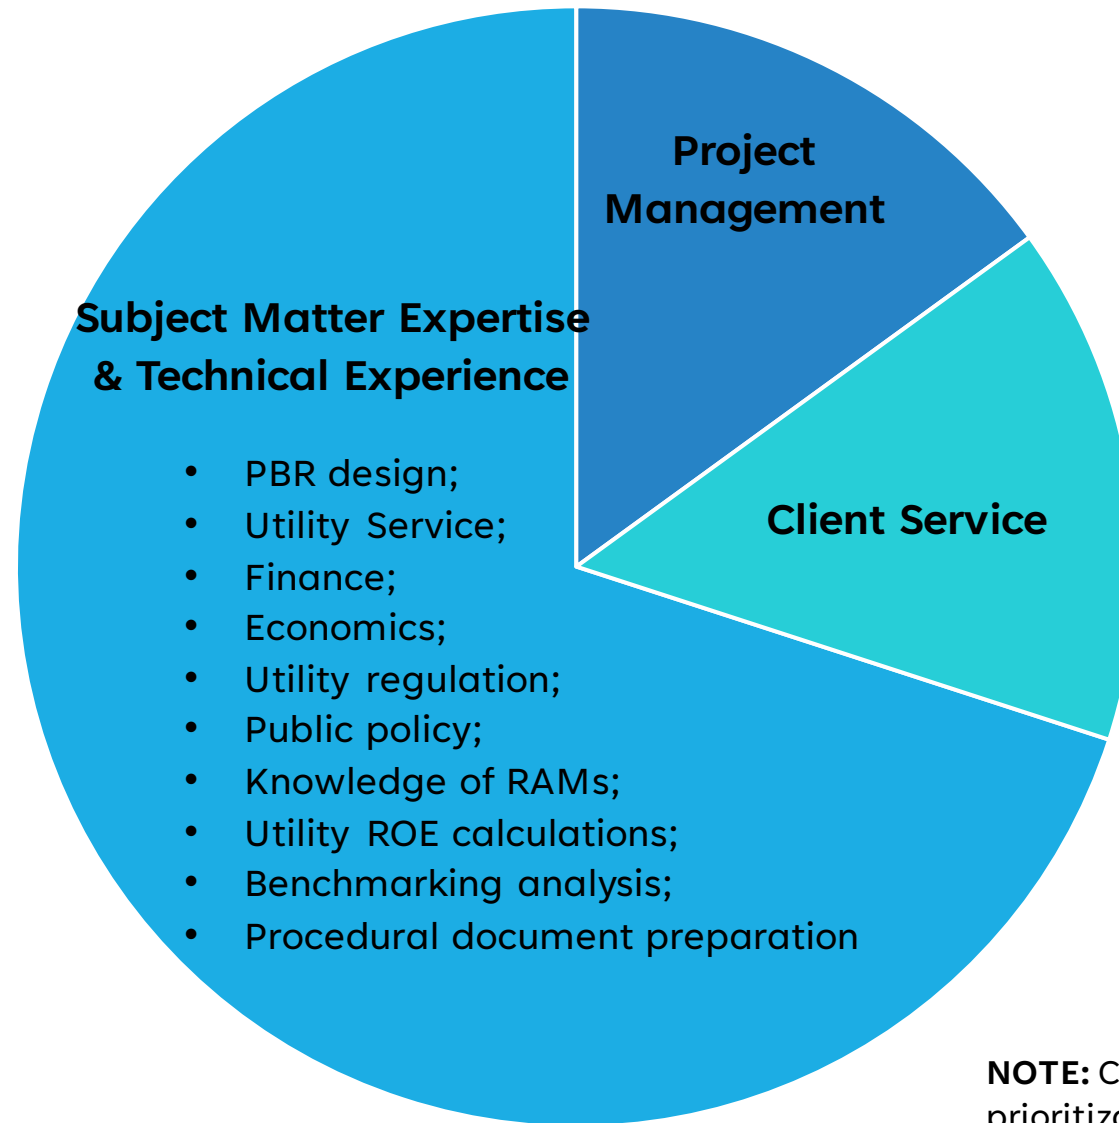 Project
Management
Subject Matter Expertise
& Technical Experience
• PBR design;
• Utility Service;
• Finance;
• Economics;
• Utility regulation;
• Public policy;
• Knowledge of RAMs;
• Utility ROE calculations;
• Benchmarking analysis;
• Procedural document preparation
Client Service
NOTE: